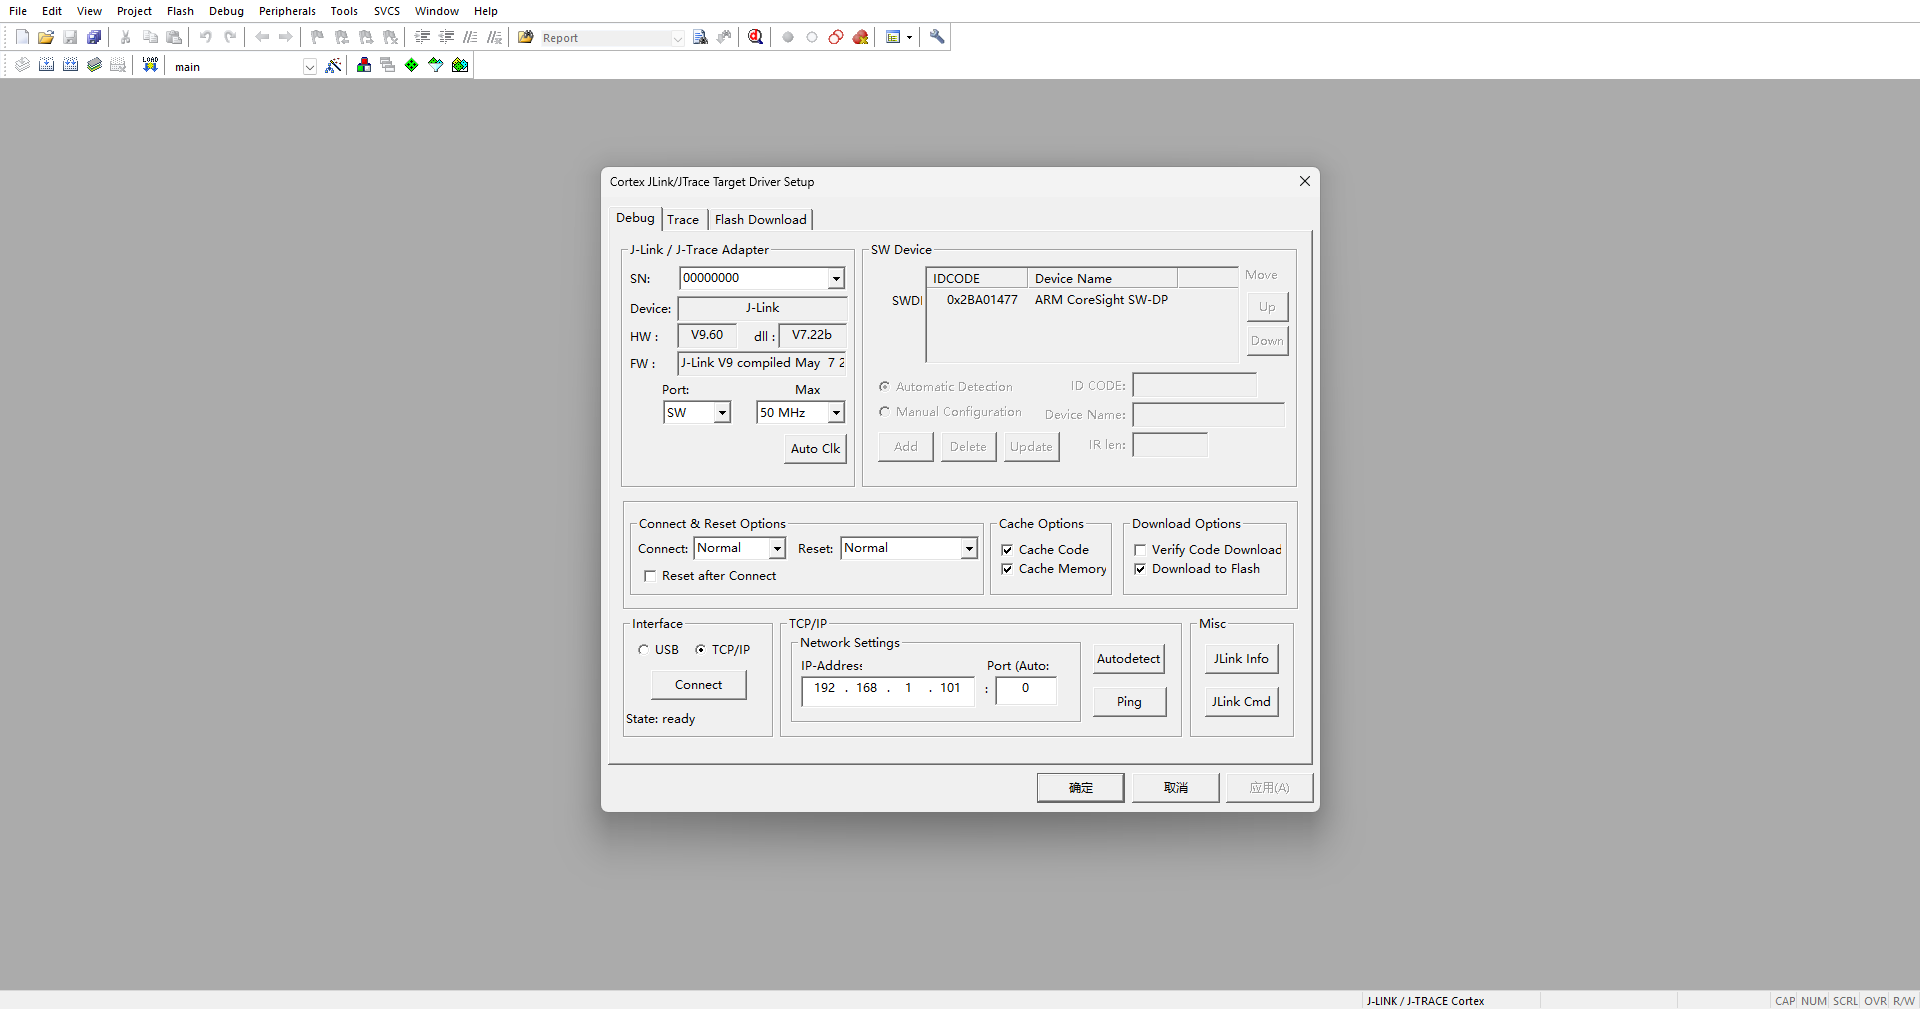 File Edit View Project Flash Debug Peripherals Tools SVCS Window Help
Report
LOAD main
Cortex JLink/JTrace Target Driver Setup
Debug Trace Flash Download
J-Link / J-Trace Adapter
SN: 00000000
Device: J-Link
HW : V9.60 dll : V7.22b
FW : J-Link V9 compiled May 7 2
Port: Max
SW 50 MHz
Auto Clk
SW Device
IDCODE Device Name Move
SWDI 0x2BA01477 ARM CoreSight SW-DP
Up
Down
Automatic Detection ID CODE:
Manual Configuration Device Name:
Add Delete Update IR len:
Connect & Reset Options
Connect: Normal Reset: Normal
Reset after Connect
Cache Options
Cache Code
Cache Memory
Download Options
Verify Code Download
Download to Flash
Interface
USB TCP/IP
Connect
State: ready
TCP/IP
Network Settings
IP-Address: Port (Auto:
192 . 168 . 1 . 101 : 0
Autodetect
Ping
Misc
JLink Info
JLink Cmd
确定 取消 应用(A)
J-LINK / J-TRACE Cortex CAP NUM SCRL OVR R/W